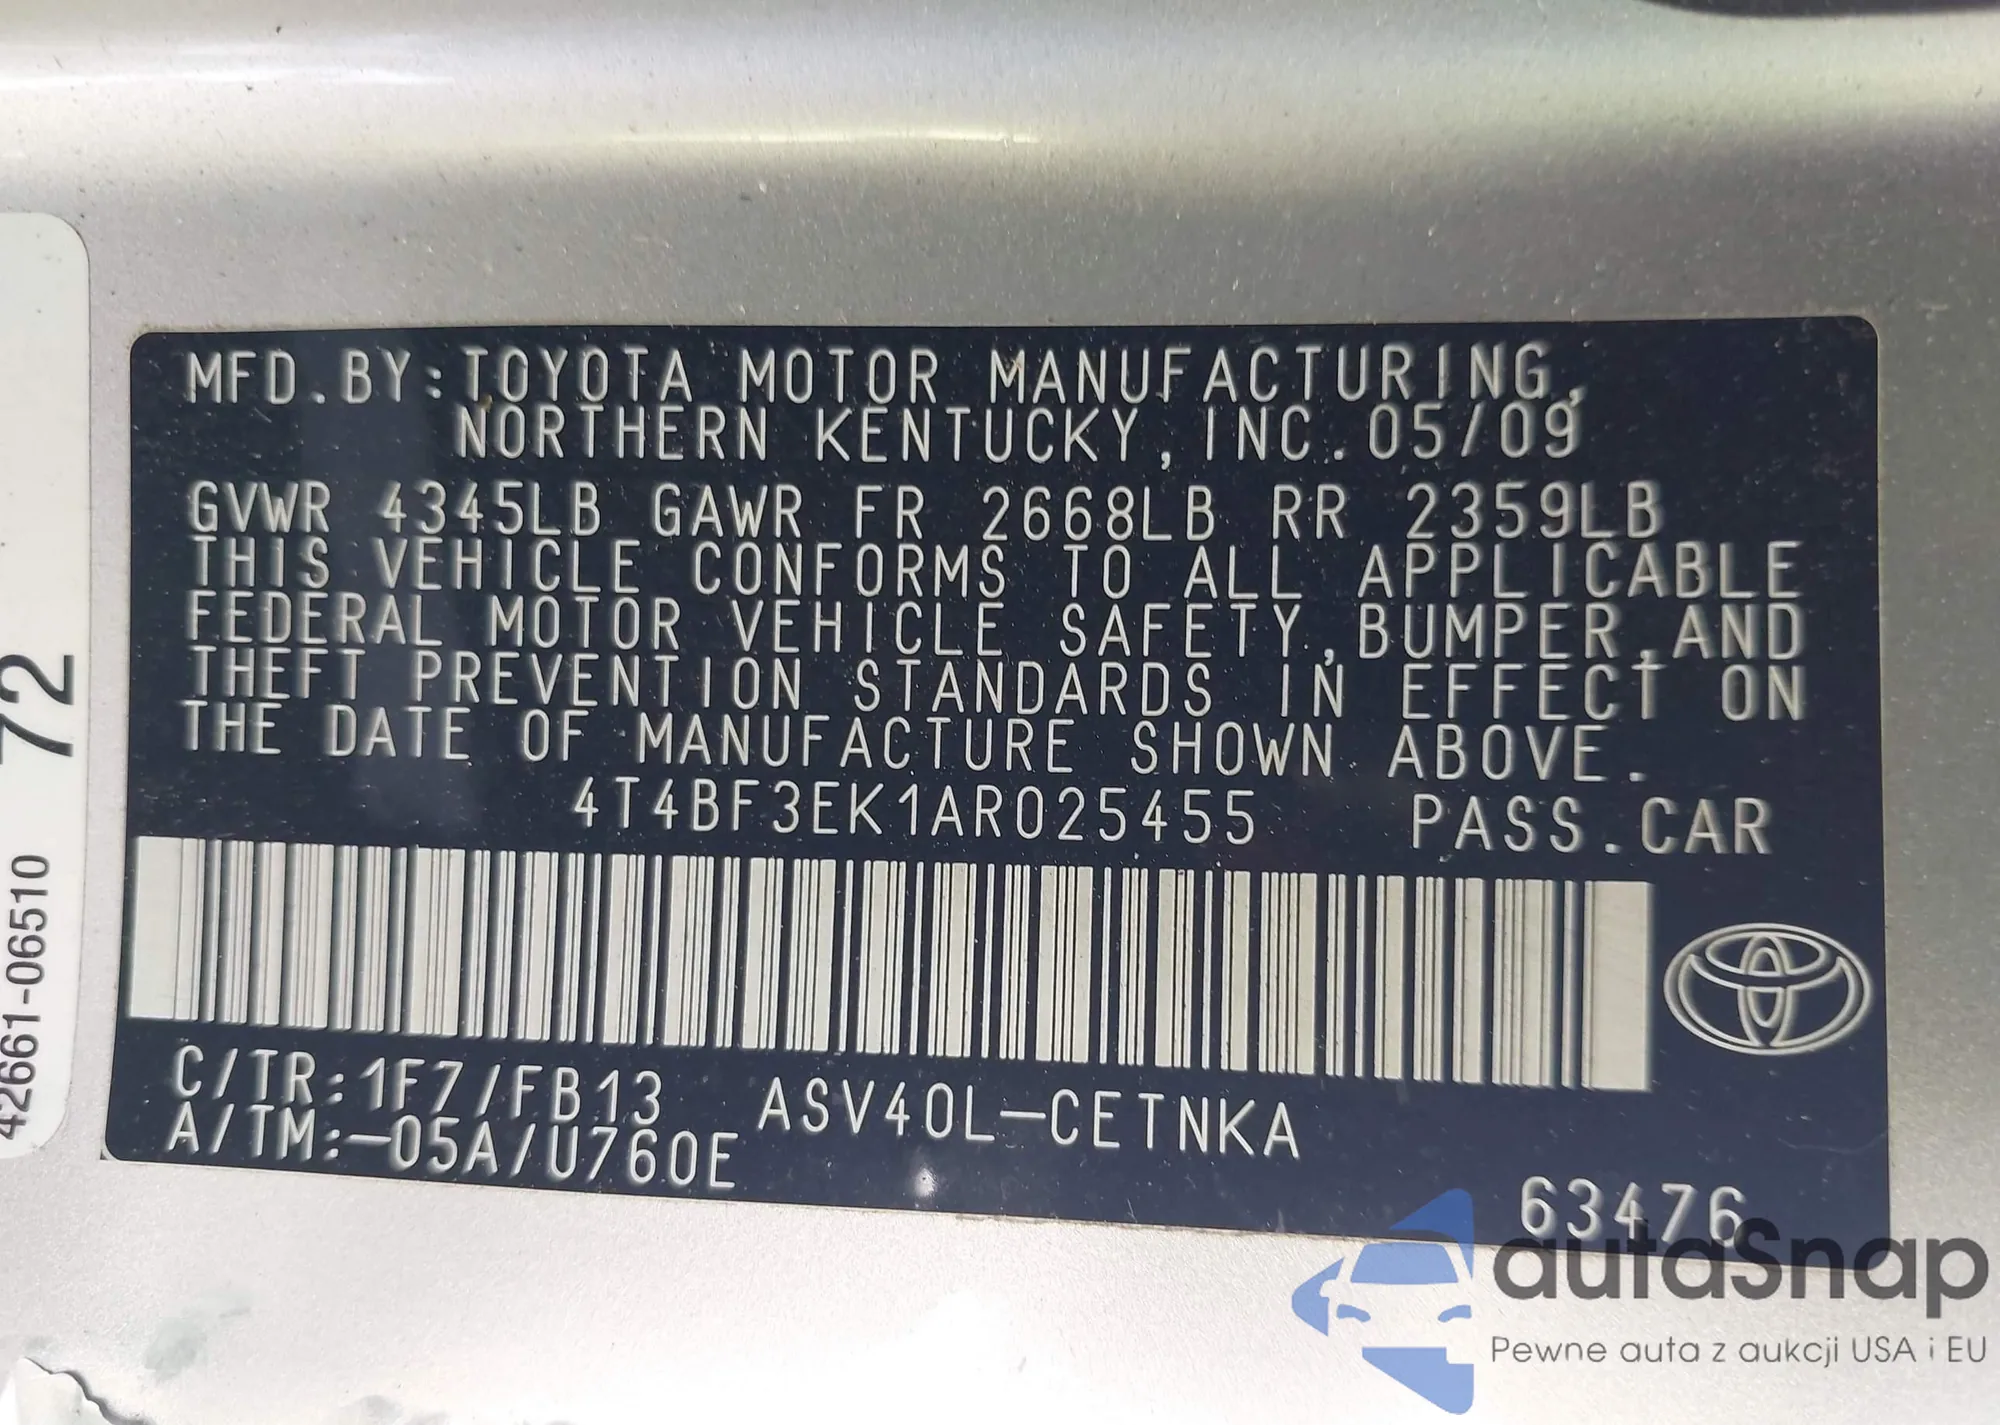 MFD.BY:TOYOTA MOTOR MANUFACTURING,
NORTHERN KENTUCKY, INC. 05/09
GVWR 4345LB GAWR FR 2668LB RR 2359LB
THIS VEHICLE CONFORMS TO ALL APPLICABLE
FEDERAL MOTOR VEHICLE SAFETY, BUMPER, AND
THEFT PREVENTION STANDARDS IN EFFECT ON
THE DATE OF MANUFACTURE SHOWN ABOVE.
4T4BF3EK1AR025455 PASS.CAR
C/TR:1F7/FB13 ASV40L-CETNKA
A/TM:-05A/U760E
63476
72
42661-06510
autaSnap
Pewne auta z aukcji USA i EU